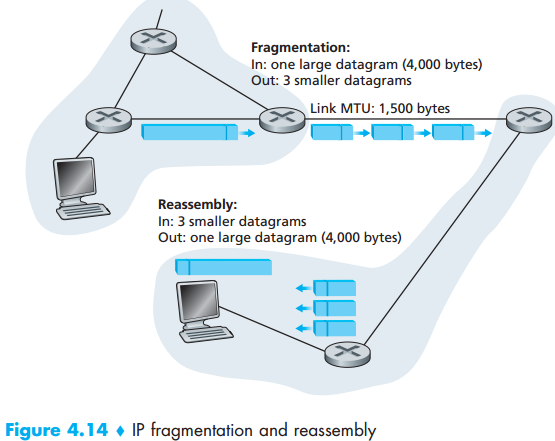 Fragmentation:
In: one large datagram (4,000 bytes)
Out: 3 smaller datagrams
Link MTU: 1,500 bytes
Reassembly:
In: 3 smaller datagrams
Out: one large datagram (4,000 bytes)
Figure 4.14 ♦ IP fragmentation and reassembly